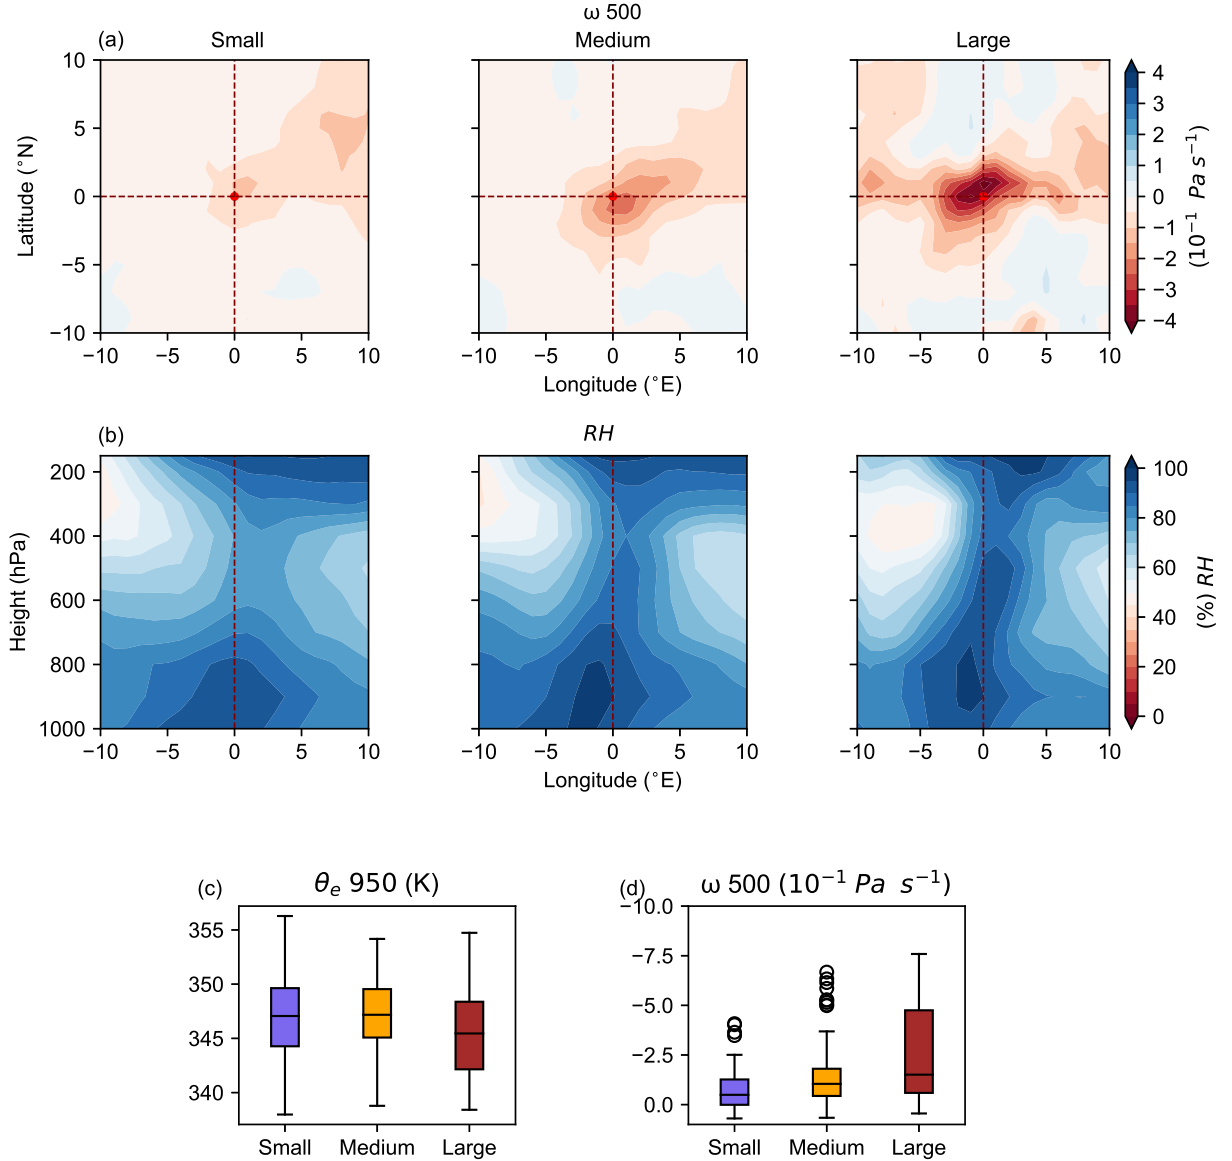 ω 500
(a) Small Medium Large
10 5 0 −5 −10
Latitude (°N)
−10 −5 0 5 10
−10 −5 0 5 10
−10 −5 0 5 10
Longitude (°E)
4 3 2 1 0 −1 −2 −3 −4
(10⁻¹ Pa s⁻¹)
(b) RH
200 400 600 800 1000
Height (hPa)
−10 −5 0 5 10
−10 −5 0 5 10
−10 −5 0 5 10
Longitude (°E)
100 80 60 40 20 0
(%) RH
(c) θₑ 950 (K)
355
350
345
340
Small Medium Large
(d) ω 500 (10⁻¹ Pa s⁻¹)
−10.0
−7.5
−5.0
−2.5
0.0
Small Medium Large